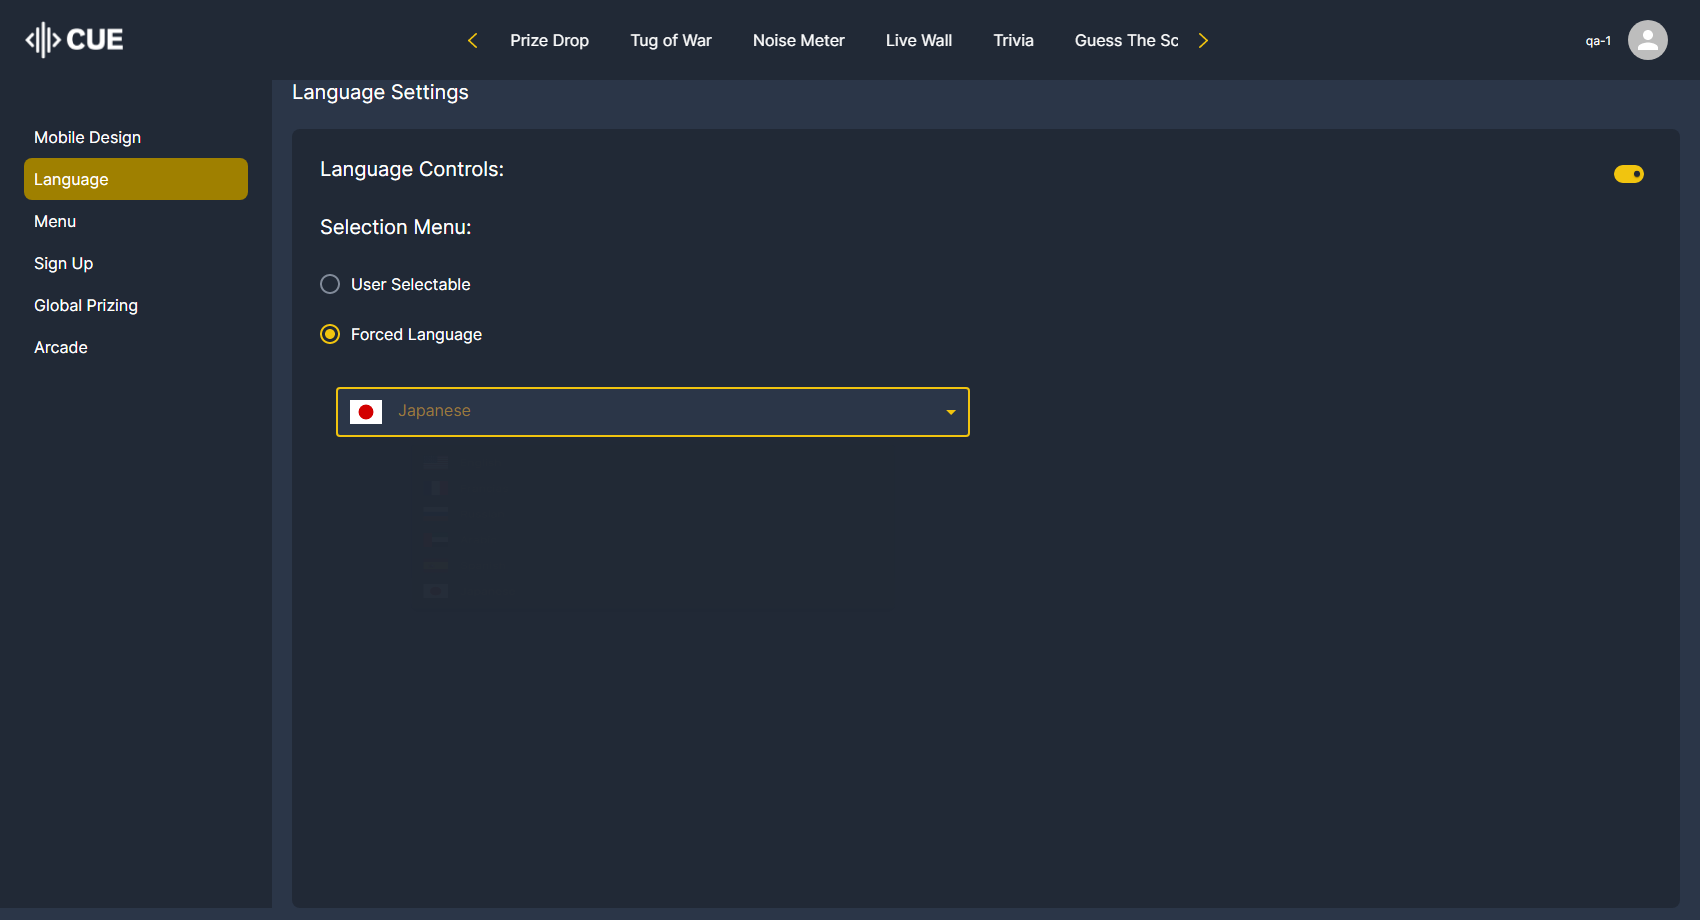 CUE
Prize Drop
Tug of War
Noise Meter
Live Wall
Trivia
Guess The Sc
qa-1
Mobile Design
Language
Menu
Sign Up
Global Prizing
Arcade
Language Settings
Language Controls:
Selection Menu:
User Selectable
Forced Language
Japanese